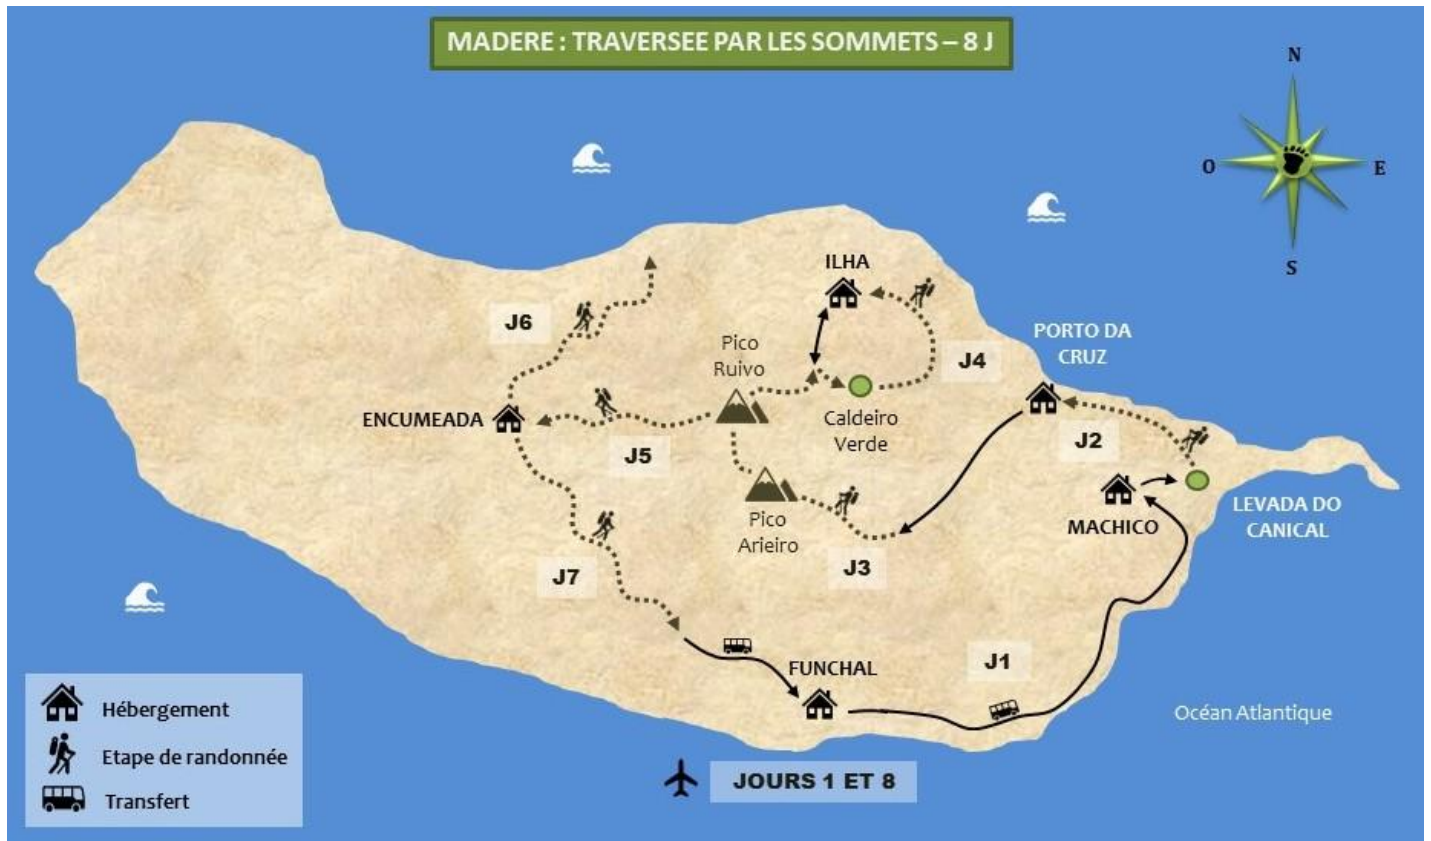 MADERE : TRAVERSEE PAR LES SOMMETS – 8 J
N
O
E
S
ILHA
J6
PORTO DA
CRUZ
Pico
Ruivo
J4
ENCUMEADA
Caldeiro
Verde
J2
J5
LEVADA DO
CANICAL
MACHICO
Pico
Arieiro
J3
J7
FUNCHAL
J1
Océan Atlantique
Hébergement
Etape de randonnée
Transfert
JOURS 1 ET 8